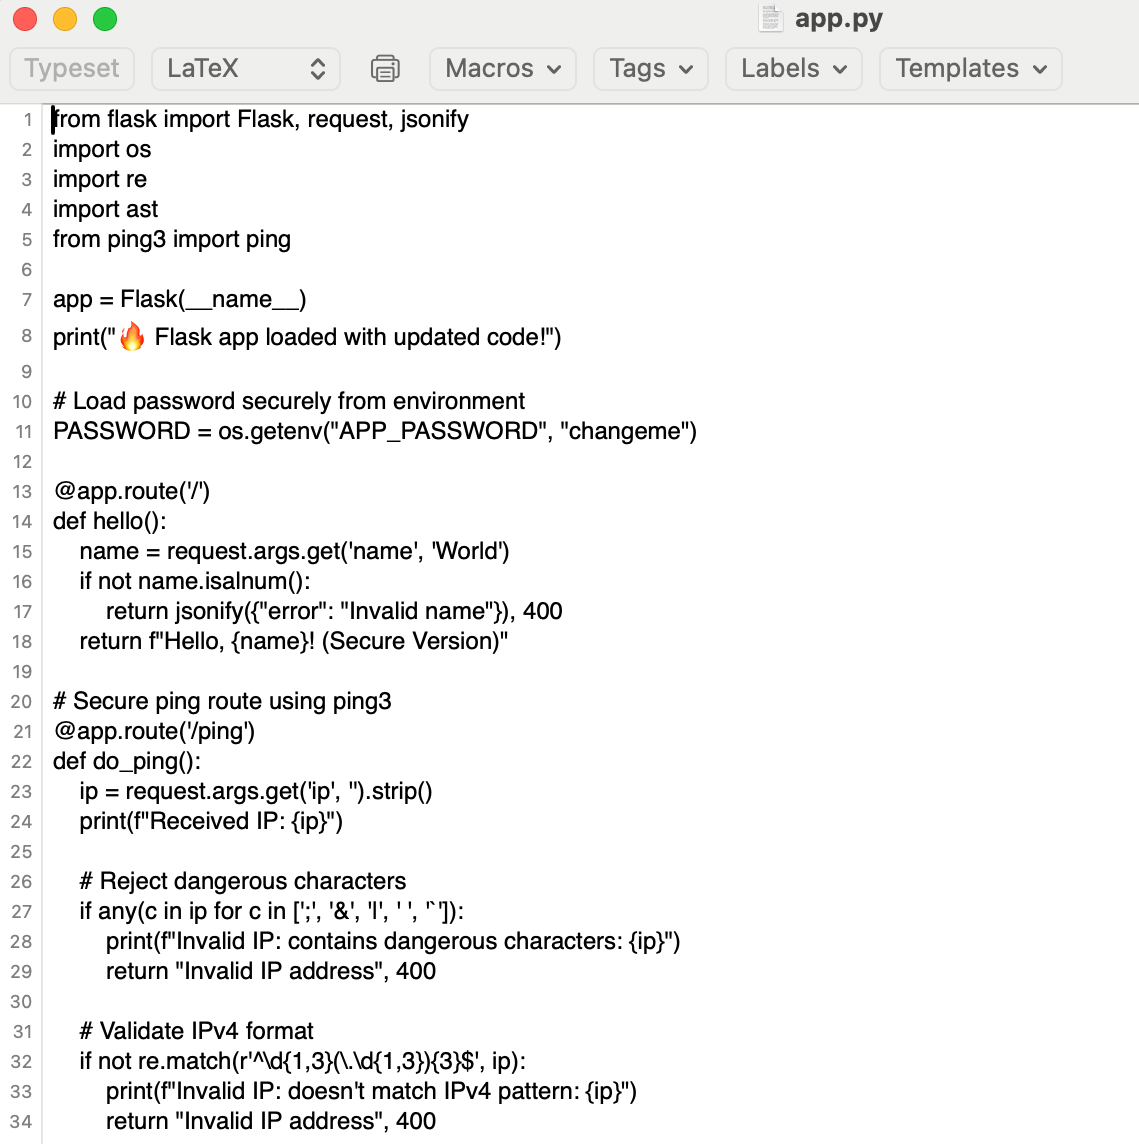 app.py
Typeset LaTeX Macros Tags Labels Templates
1 from flask import Flask, request, jsonify
2 import os
3 import re
4 import ast
5 from ping3 import ping
6
7 app = Flask(__name__)
8 print("🔥 Flask app loaded with updated code!")
9
10 # Load password securely from environment
11 PASSWORD = os.getenv("APP_PASSWORD", "changeme")
12
13 @app.route('/')
14 def hello():
15     name = request.args.get('name', 'World')
16     if not name.isalnum():
17         return jsonify({"error": "Invalid name"}), 400
18     return f"Hello, {name}! (Secure Version)"
19
20 # Secure ping route using ping3
21 @app.route('/ping')
22 def do_ping():
23     ip = request.args.get('ip', '').strip()
24     print(f"Received IP: {ip}")
25
26     # Reject dangerous characters
27     if any(c in ip for c in [';', '&', '|', ' ', '`']):
28         print(f"Invalid IP: contains dangerous characters: {ip}")
29         return "Invalid IP address", 400
30
31     # Validate IPv4 format
32     if not re.match(r'^\d{1,3}(\.\d{1,3}){3}$', ip):
33         print(f"Invalid IP: doesn't match IPv4 pattern: {ip}")
34         return "Invalid IP address", 400